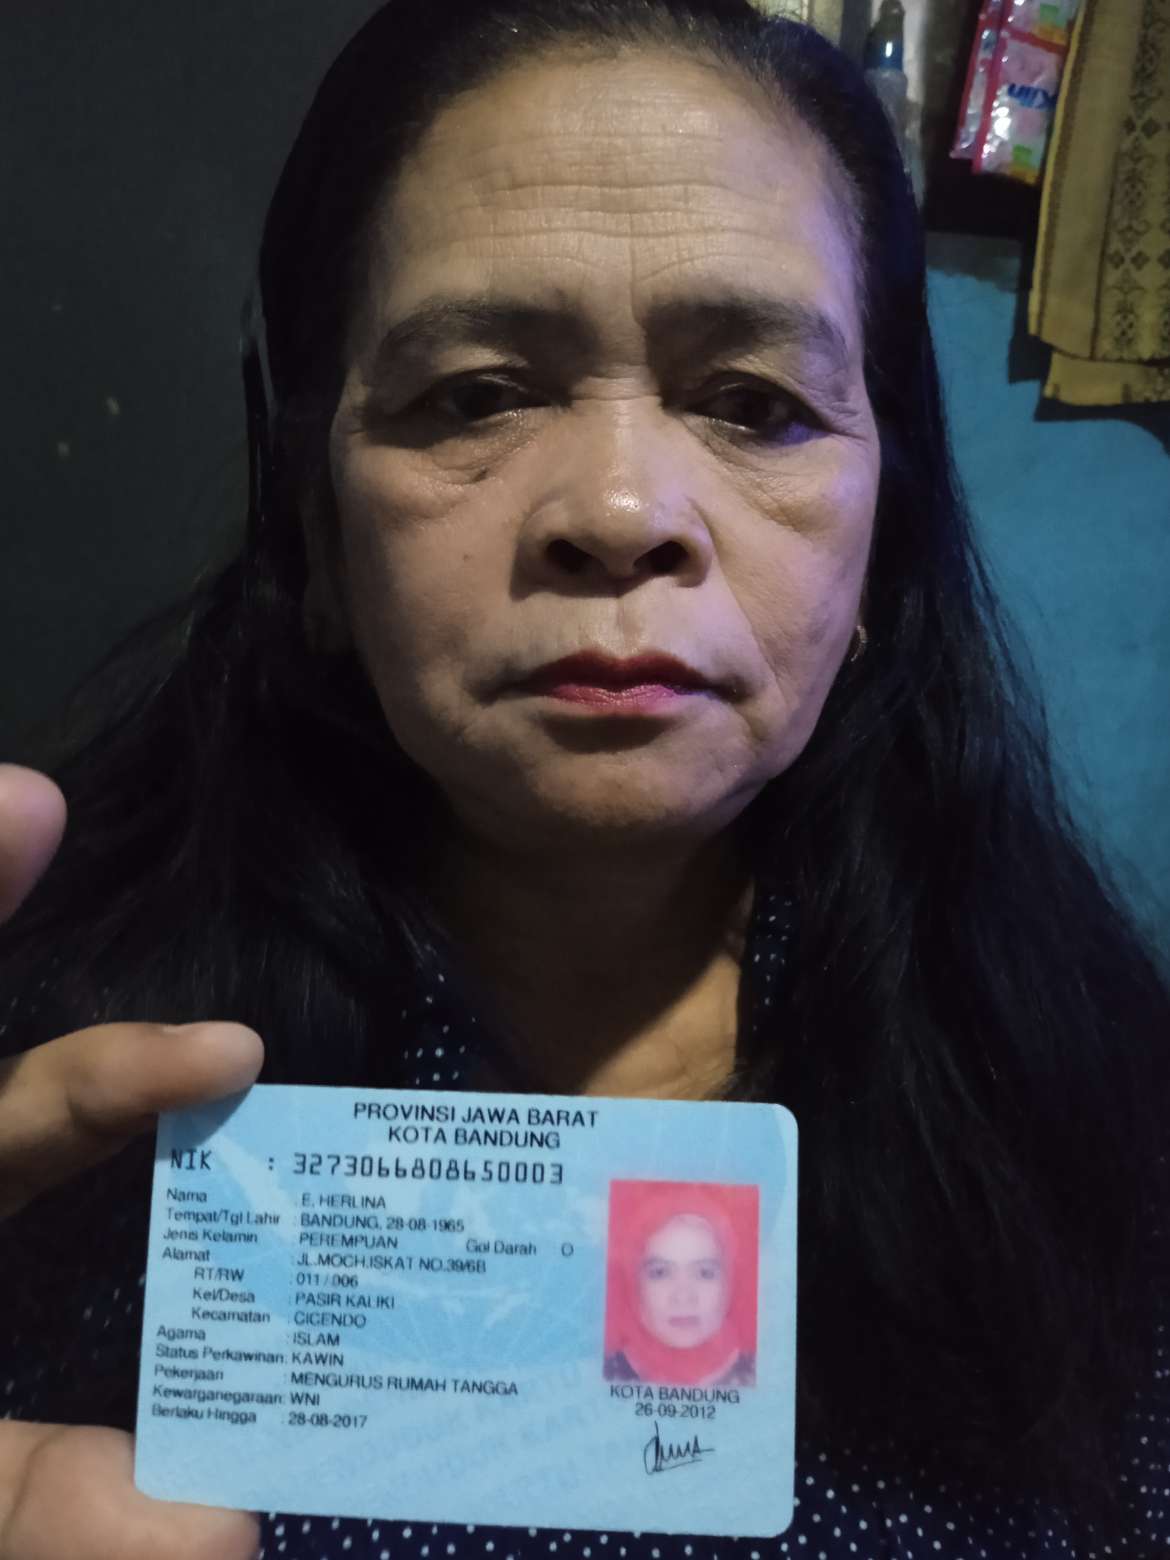 Klin
PROVINSI JAWA BARAT
KOTA BANDUNG
NIK : 3273066808650003
Nama : E. HERLINA
Tempat/Tgl Lahir : BANDUNG, 28-08-1965
Jenis Kelamin : PEREMPUAN Gol Darah O
Alamat : JL.MOCH.ISKAT NO.39/6B
RT/RW : 011 / 006
Kel/Desa : PASIR KALIKI
Kecamatan : CICENDO
Agama : ISLAM
Status Perkawinan: KAWIN
Pekerjaan : MENGURUS RUMAH TANGGA
Kewarganegaraan: WNI
Berlaku Hingga : 28-08-2017
KOTA BANDUNG
26-09-2012